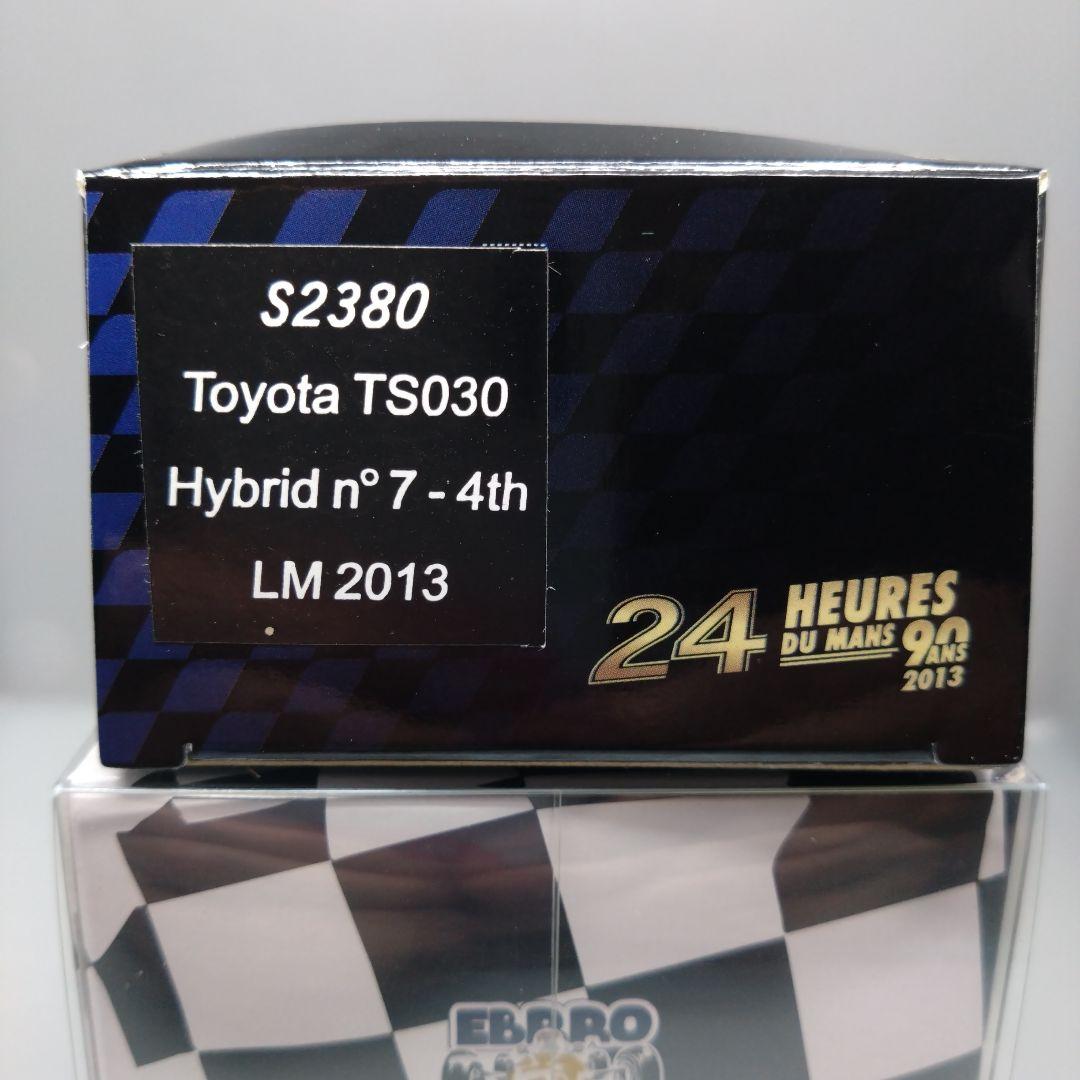 S2380
Toyota TS030
Hybrid n° 7 - 4th
LM 2013
24 HEURES
DU MANS 90
ANS
2013
EBBRO